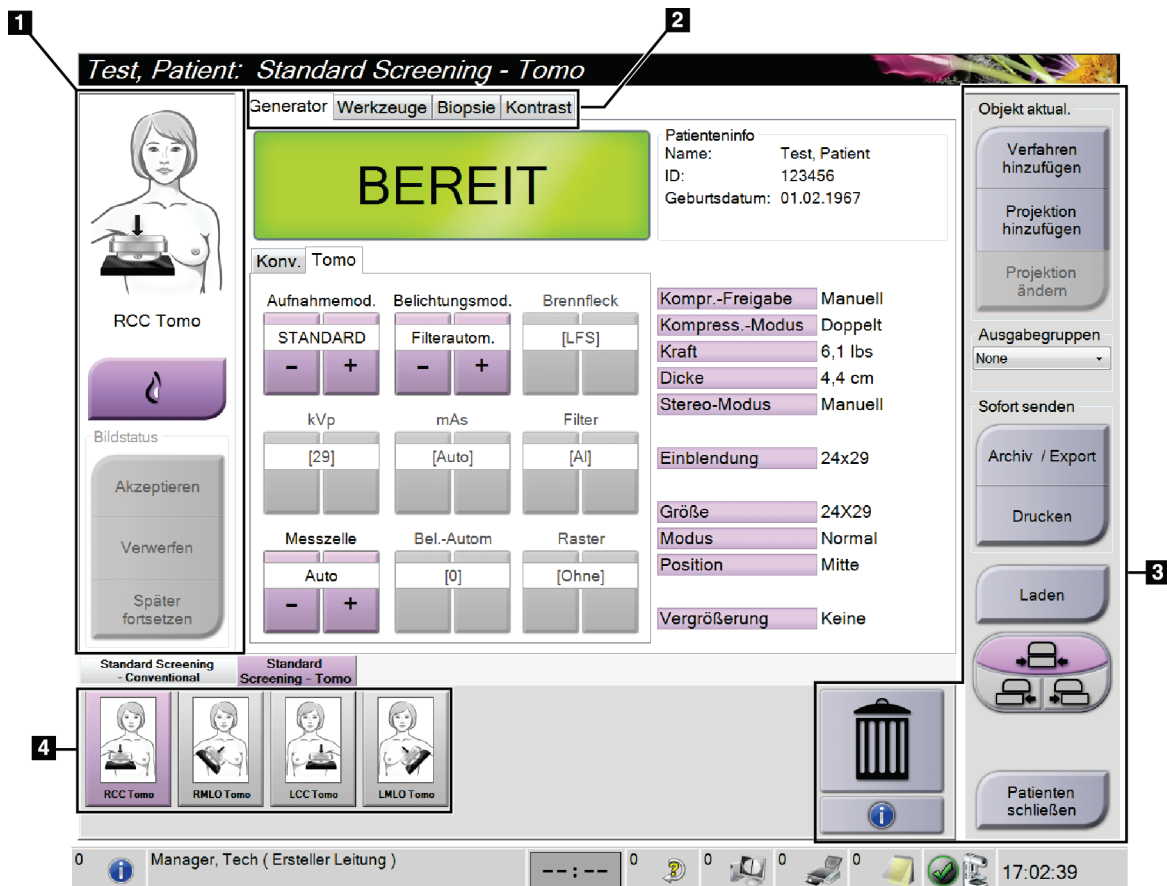 1
2
Test, Patient: Standard Screening - Tomo
Generator Werkzeuge Biopsie Kontrast
RCC Tomo
Bildstatus
Akzeptieren
Verwerfen
Später
fortsetzen
BEREIT
Patienteninfo
Name: Test, Patient
ID: 123456
Geburtsdatum: 01.02.1967
Konv. Tomo
Aufnahmemod. Belichtungsmod. Brennfleck
STANDARD Filterautom. [LFS]
- + - +
kVp mAs Filter
[29] [Auto] [Al]
Messzelle Bel.-Autom Raster
Auto [0] [Ohne]
- +
Kompr.-Freigabe Manuell
Kompress.-Modus Doppelt
Kraft 6,1 lbs
Dicke 4,4 cm
Stereo-Modus Manuell
Einblendung 24x29
Größe 24X29
Modus Normal
Position Mitte
Vergrößerung Keine
Objekt aktual.
Verfahren
hinzufügen
Projektion
hinzufügen
Projektion
ändern
Ausgabegruppen
None
Sofort senden
Archiv / Export
Drucken
3
Laden
Patienten
schließen
Standard Screening
- Conventional
Standard
Screening - Tomo
4
RCC Tomo RMLO Tomo LCC Tomo LMLO Tomo
0 i Manager, Tech ( Ersteller Leitung ) --:-- 0 ? 0 0 0 17:02:39